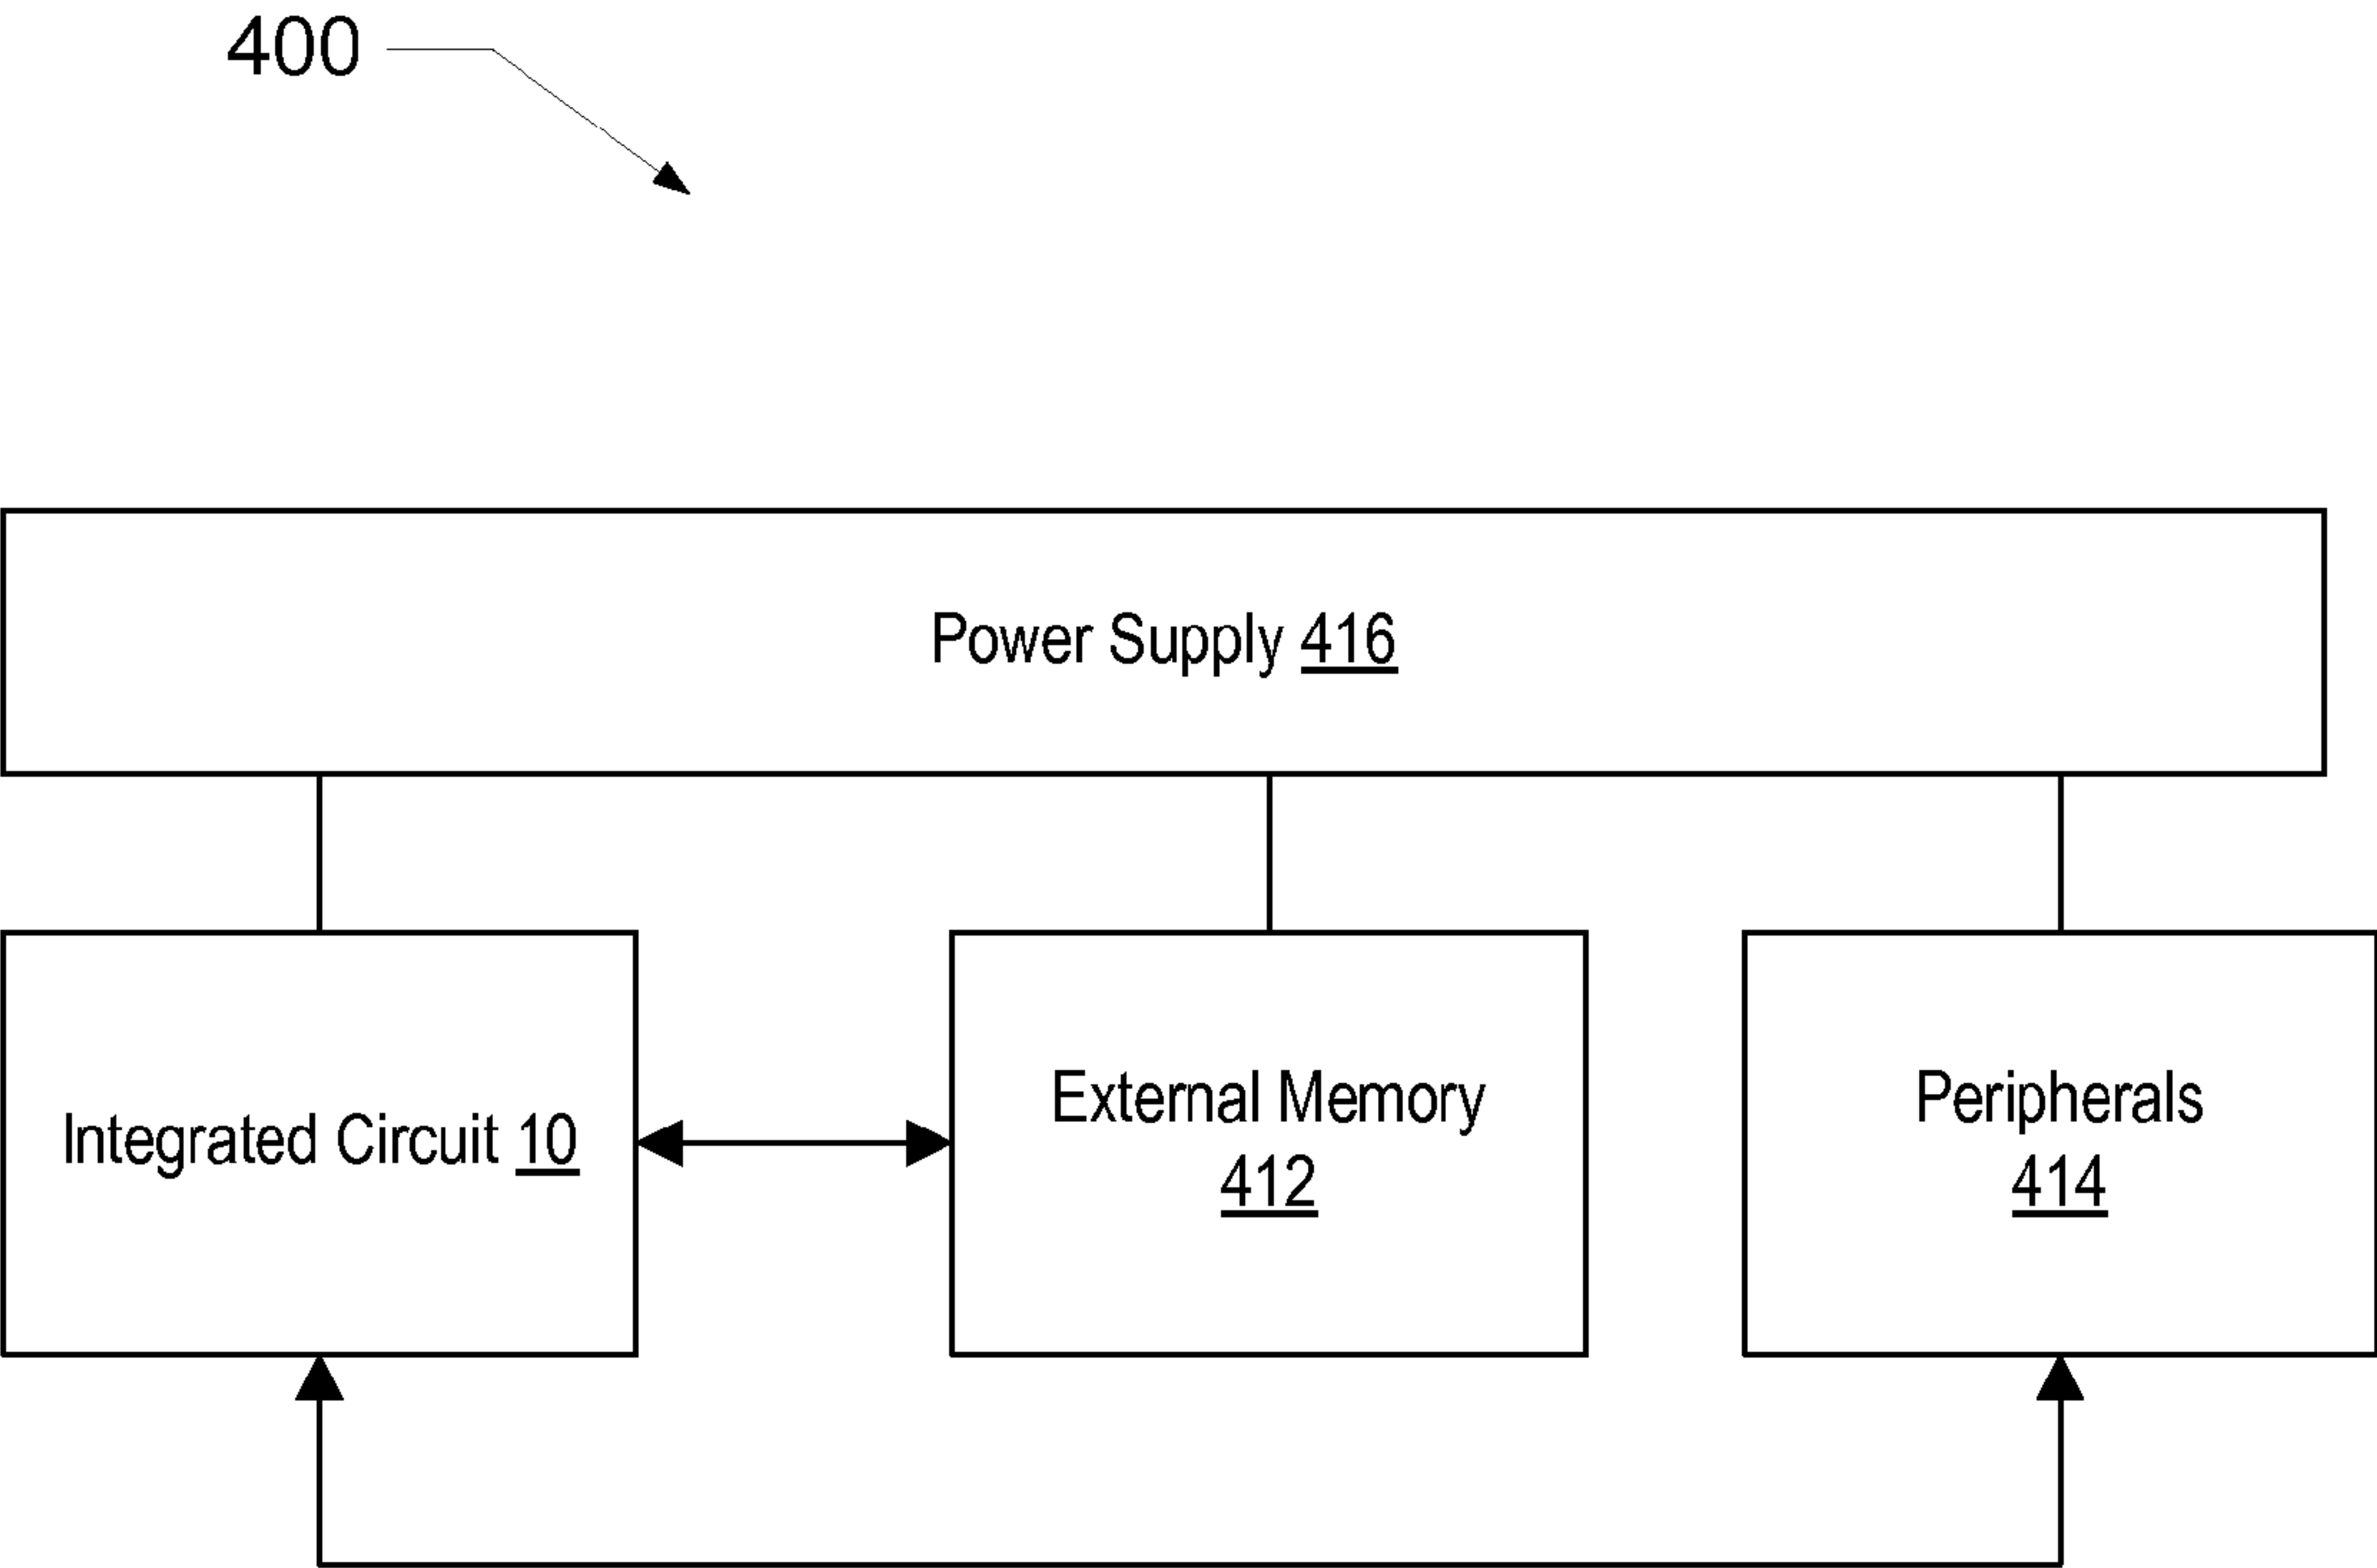 400
Power Supply 416
Integrated Circuit 10
External Memory
412
Peripherals
414